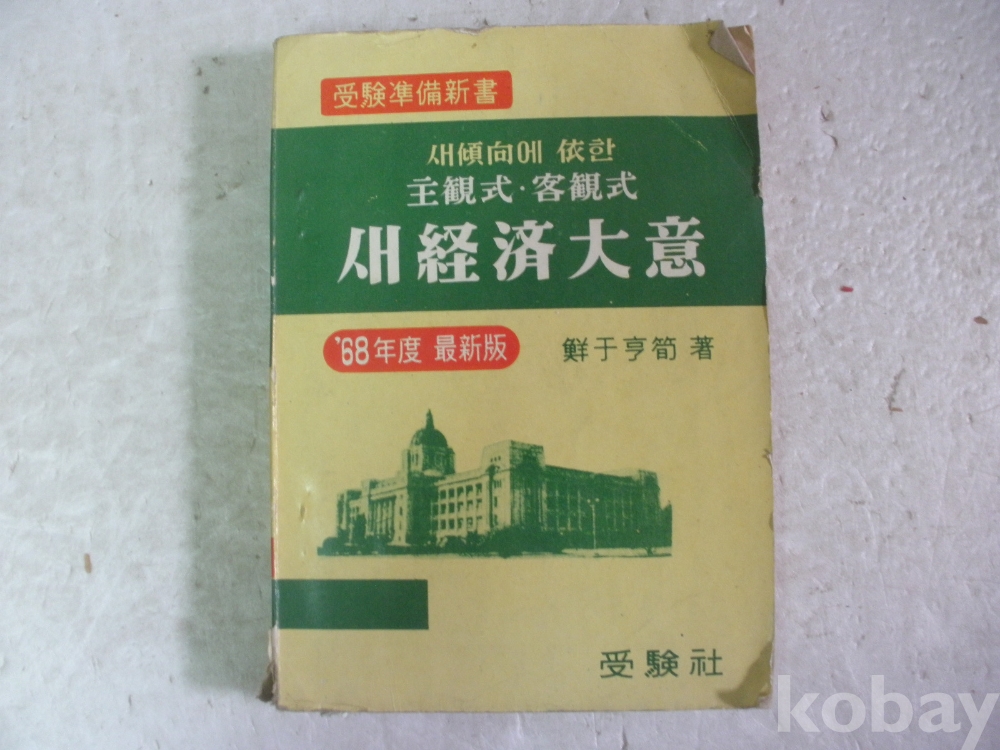 受験準備新書
새傾向에 依한
主観式·客観式
새経済大意
'68年度 最新版
鮮于亨筍 著
受験社
kobay